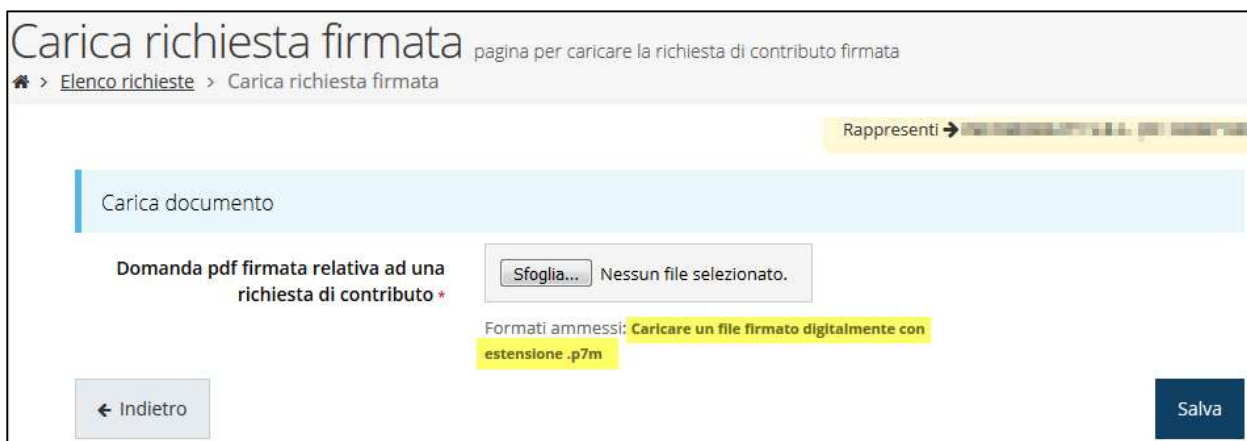 Carica richiesta firmata pagina per caricare la richiesta di contributo firmata
> Elenco richieste > Carica richiesta firmata
Rappresenti →
Carica documento
Domanda pdf firmata relativa ad una
richiesta di contributo *
Sfoglia... Nessun file selezionato.
Formati ammessi: Caricare un file firmato digitalmente con
estensione .p7m
← Indietro
Salva